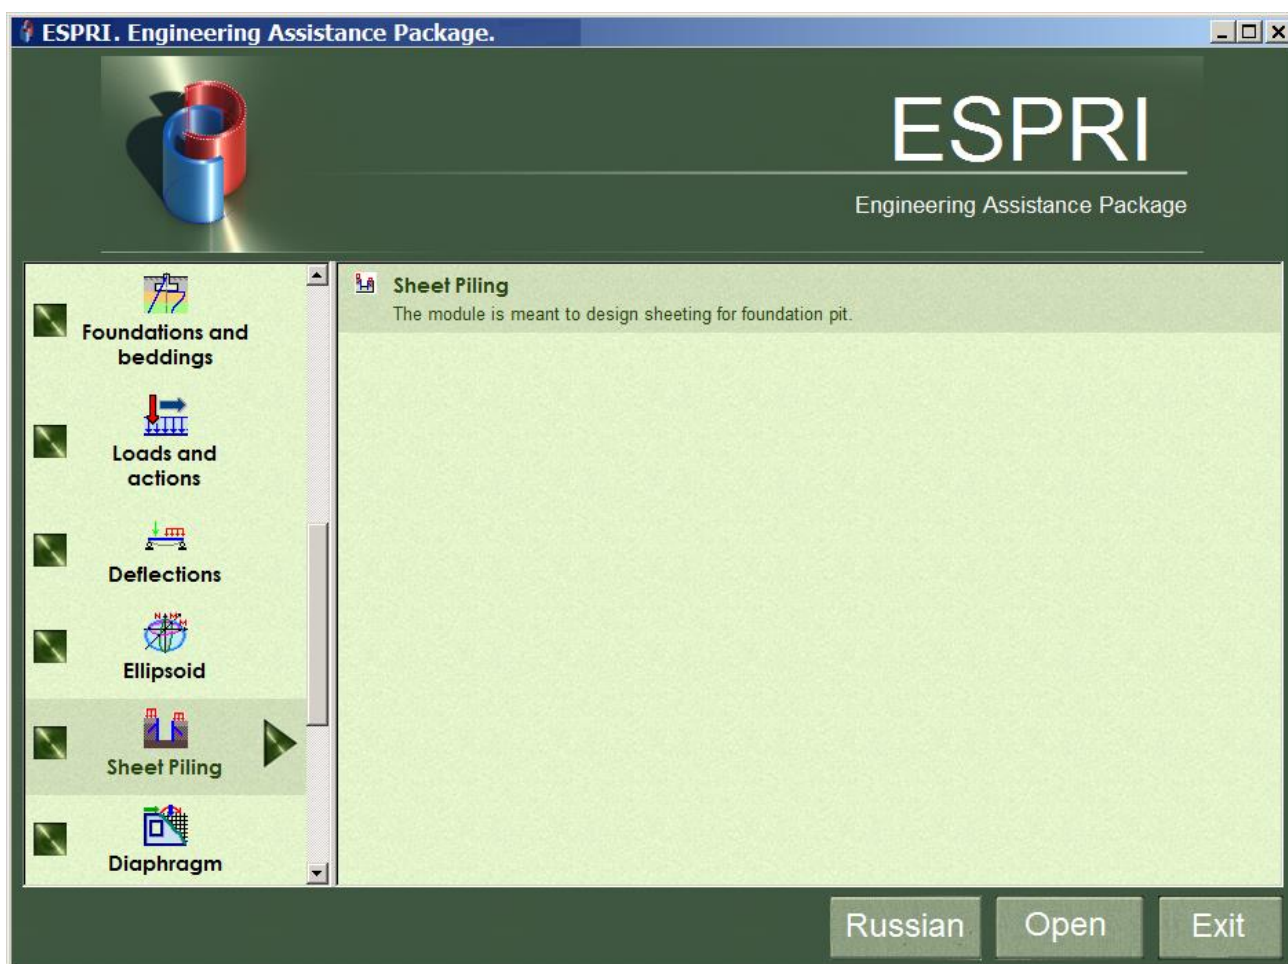 ESPRI. Engineering Assistance Package.
ESPRI
Engineering Assistance Package
Foundations and
beddings
Loads and
actions
Deflections
Ellipsoid
Sheet Piling
Diaphragm
Sheet Piling
The module is meant to design sheeting for foundation pit.
Russian
Open
Exit